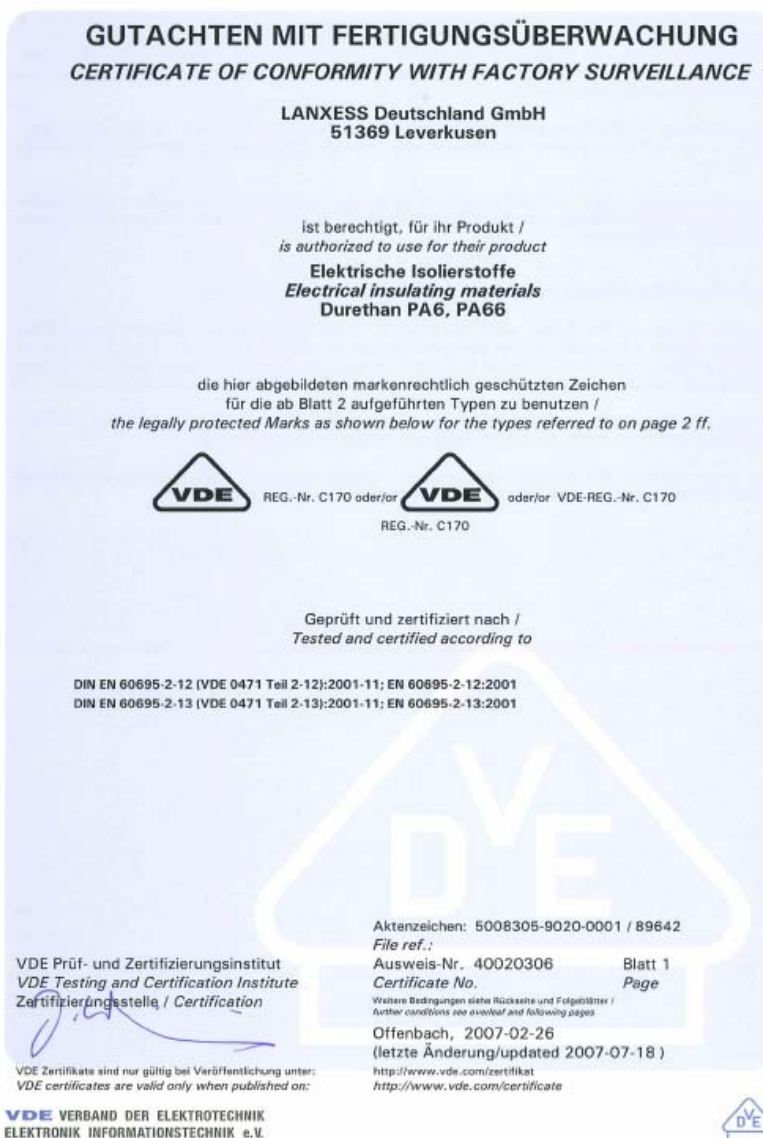 GUTACHTEN MIT FERTIGUNGSÜBERWACHUNG
CERTIFICATE OF CONFORMITY WITH FACTORY SURVEILLANCE
LANXESS Deutschland GmbH
51369 Leverkusen
ist berechtigt, für ihr Produkt /
is authorized to use for their product
Elektrische Isolierstoffe
Electrical insulating materials
Durethan PA6, PA66
die hier abgebildeten markenrechtlich geschützten Zeichen
für die ab Blatt 2 aufgeführten Typen zu benutzen /
the legally protected Marks as shown below for the types referred to on page 2 ff.
VDE REG.-Nr. C170 oder/or VDE oder/or VDE-REG.-Nr. C170
REG.-Nr. C170
Geprüft und zertifiziert nach /
Tested and certified according to
DIN EN 60695-2-12 (VDE 0471 Teil 2-12):2001-11; EN 60695-2-12:2001
DIN EN 60695-2-13 (VDE 0471 Teil 2-13):2001-11; EN 60695-2-13:2001
DVE
VDE Prüf- und Zertifizierungsinstitut
VDE Testing and Certification Institute
Zertifizierungsstelle / Certification
Aktenzeichen: 5008305-9020-0001 / 89642
File ref.:
Ausweis-Nr. 40020306 Blatt 1
Certificate No. Page
Weitere Bedingungen siehe Rückseite und Folgeblätter /
further conditions see overleaf and following pages
Offenbach, 2007-02-26
(letzte Änderung/updated 2007-07-18 )
VDE Zertifikate sind nur gültig bei Veröffentlichung unter:
VDE certificates are valid only when published on:
http://www.vde.com/zertifikat
http://www.vde.com/certificate
VDE VERBAND DER ELEKTROTECHNIK
ELEKTRONIK INFORMATIONSTECHNIK e.V.
DVE